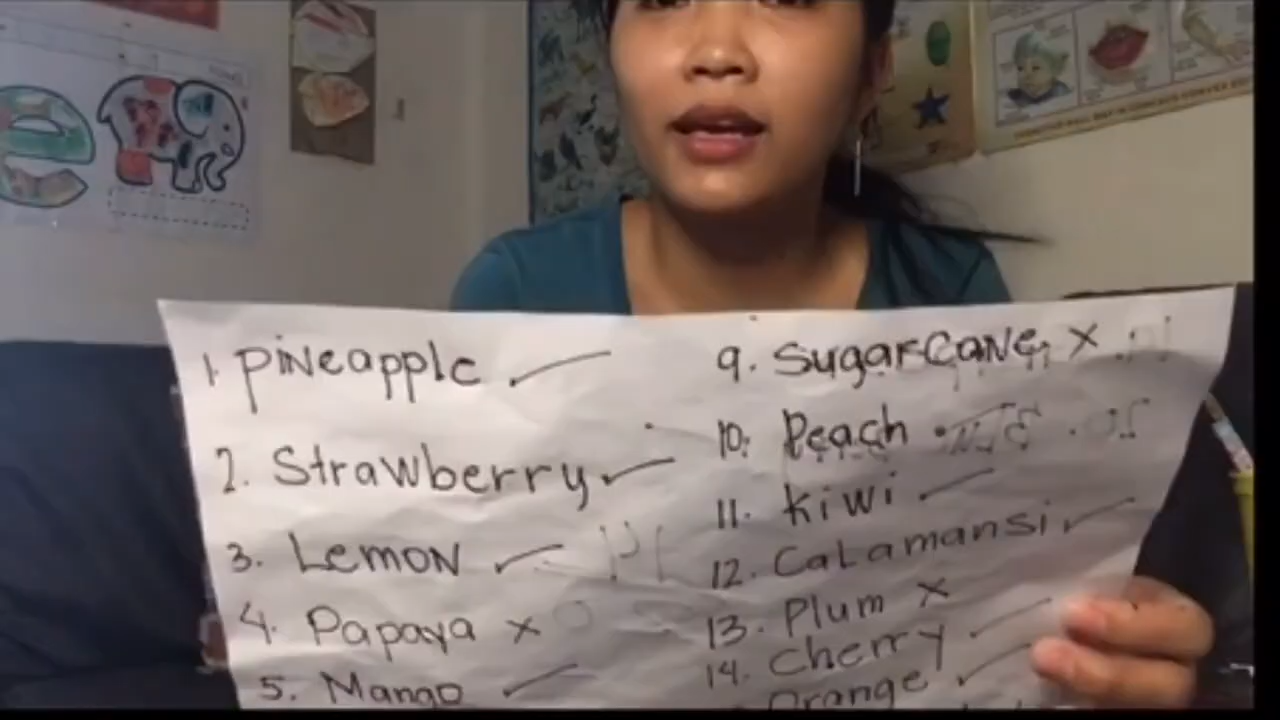 1. Pineapple ✓
2. Strawberry ✓
3. Lemon ✓
4. Papaya x
5. Mango ✓
9. Sugarcane x
10. Peach
11. Kiwi ✓
12. Calamansi ✓
13. Plum x
14. Cherry ✓
Orange ✓